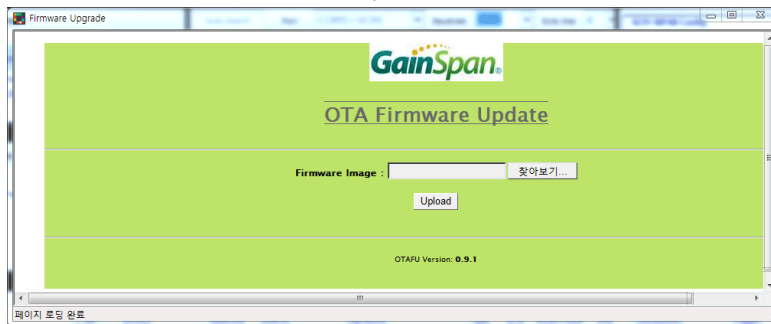 Firmware Upgrade
GainSpan®
OTA Firmware Update
Firmware Image : 찾아보기...
Upload
OTAFU Version: 0.9.1
페이지 로딩 완료